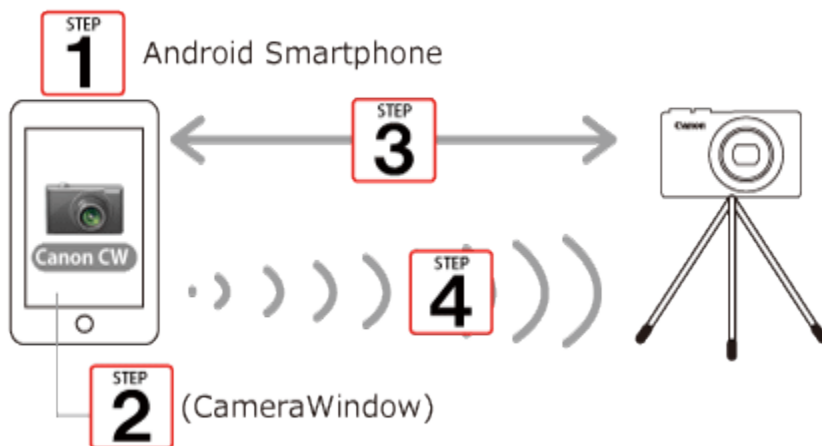 STEP
1
Android Smartphone
STEP
3
Canon
Canon CW
STEP
4
STEP
2
(CameraWindow)